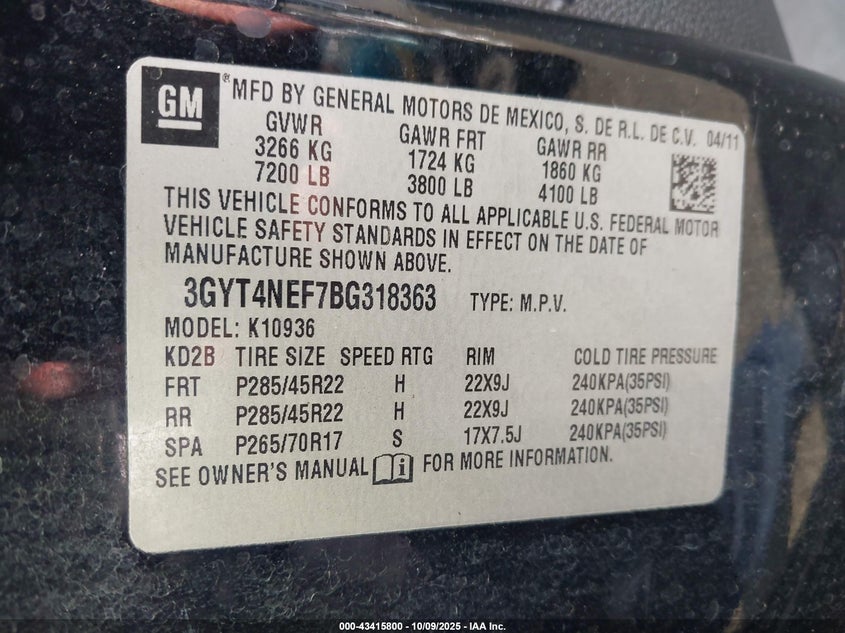 GM
® MFD BY GENERAL MOTORS DE MEXICO, S. DE R.L. DE C.V. 04/11
GVWR GAWR FRT GAWR RR
3266 KG 1724 KG 1860 KG
7200 LB 3800 LB 4100 LB
THIS VEHICLE CONFORMS TO ALL APPLICABLE U.S. FEDERAL MOTOR
VEHICLE SAFETY STANDARDS IN EFFECT ON THE DATE OF
MANUFACTURE SHOWN ABOVE.
3GYT4NEF7BG318363 TYPE: M.P.V.
MODEL: K10936
KD2B TIRE SIZE SPEED RTG RIM COLD TIRE PRESSURE
FRT P285/45R22 H 22X9J 240KPA(35PSI)
RR P285/45R22 H 22X9J 240KPA(35PSI)
SPA P265/70R17 S 17X7.5J 240KPA(35PSI)
SEE OWNER'S MANUAL i FOR MORE INFORMATION.
000-43415800 - 10/09/2025 - IAA Inc.